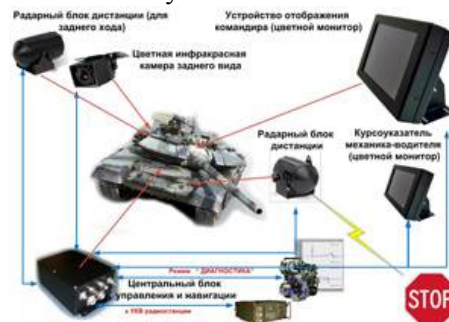 Радарный блок дистанции (для
заднего хода)
Устройство отображения
командира (цветной монитор)
Цветная инфракрасная
камера заднего вида
Радарный блок
дистанции
Курсоуказатель
механика-водителя
(цветной монитор)
Режим " ДИАГНОСТИКА"
Центральный блок
управления и навигации
к УКВ радиостанции
STOP